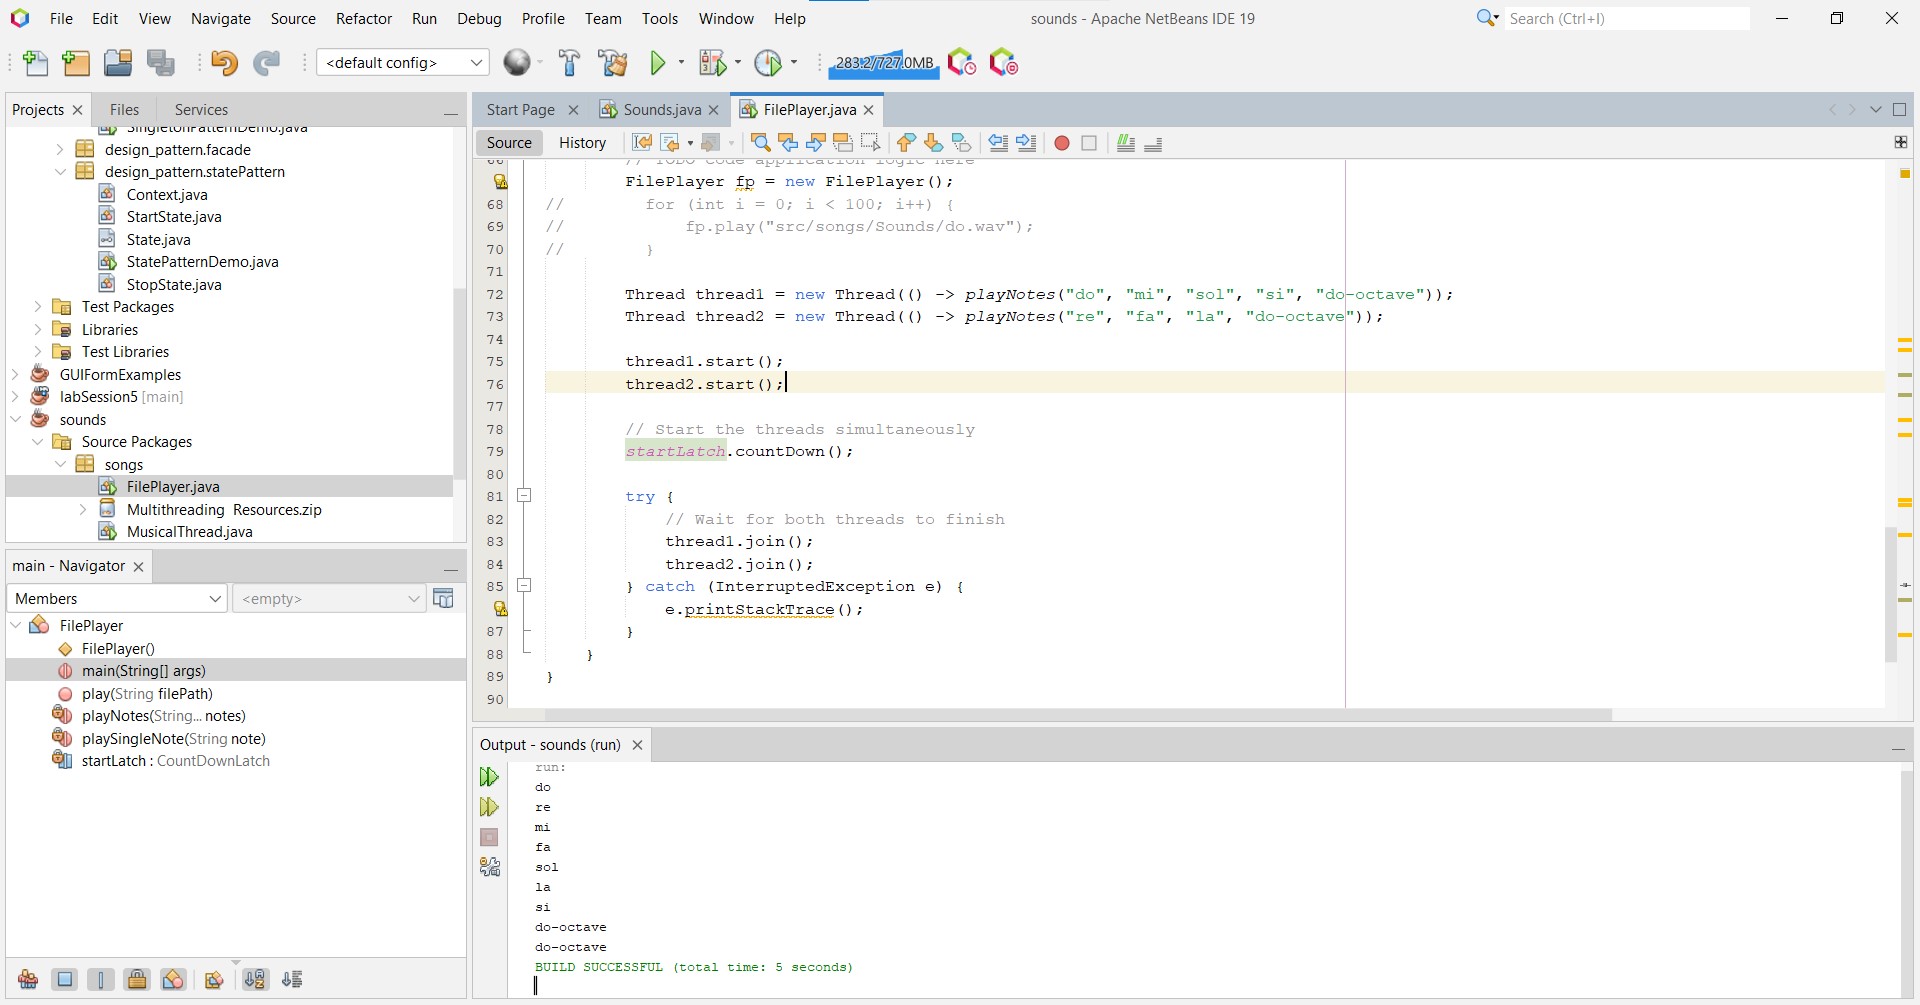 File Edit View Navigate Source Refactor Run Debug Profile Team Tools Window Help
sounds - Apache NetBeans IDE 19
Search (Ctrl+I)
<default config>
283.2/727.0MB
Projects
Files
Services
SingletonPatternDemo.java
design_pattern.facade
design_pattern.statePattern
Context.java
StartState.java
State.java
StatePatternDemo.java
StopState.java
Test Packages
Libraries
Test Libraries
GUIFormExamples
labSession5 [main]
sounds
Source Packages
songs
FilePlayer.java
Multithreading Resources.zip
MusicalThread.java
main - Navigator
Members
<empty>
FilePlayer
FilePlayer()
main(String[] args)
play(String filePath)
playNotes(String... notes)
playSingleNote(String note)
startLatch : CountDownLatch
Start Page
Sounds.java
FilePlayer.java
Source
History
66 // TODO code application logic here
FilePlayer fp = new FilePlayer();
68 // for (int i = 0; i < 100; i++) {
69 // fp.play("src/songs/Sounds/do.wav");
70 // }
71
72 Thread thread1 = new Thread(() -> playNotes("do", "mi", "sol", "si", "do-octave"));
73 Thread thread2 = new Thread(() -> playNotes("re", "fa", "la", "do-octave"));
74
75 thread1.start();
76 thread2.start();
77
78 // Start the threads simultaneously
79 startLatch.countDown();
80
81 try {
82 // Wait for both threads to finish
83 thread1.join();
84 thread2.join();
85 } catch (InterruptedException e) {
e.printStackTrace();
87 }
88 }
89 }
90
Output - sounds (run)
run:
do
re
mi
fa
sol
la
si
do-octave
do-octave
BUILD SUCCESSFUL (total time: 5 seconds)